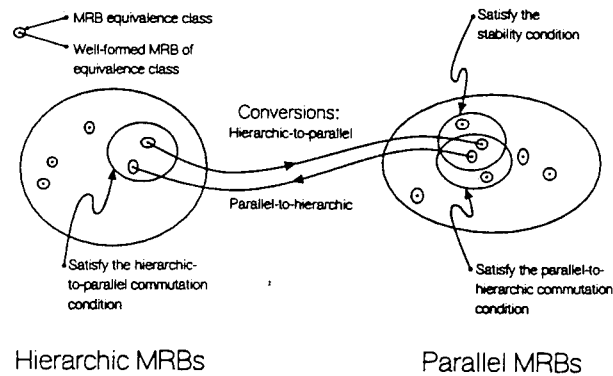 MRB equivalence class
Well-formed MRB of
equivalence class
Satisfy the
stability condition
Conversions:
Hierarchic-to-parallel
Parallel-to-hierarchic
Satisfy the hierarchic-
to-parallel commutation
condition
Satisfy the parallel-to-
hierarchic commutation
condition
Hierarchic MRBs
Parallel MRBs